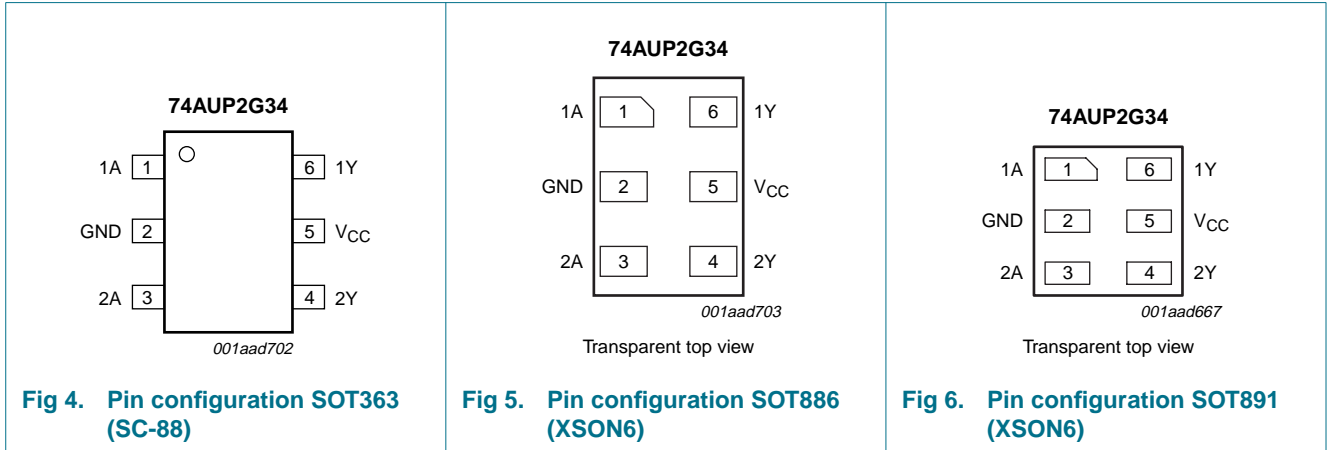 74AUP2G34
1A 1 6 1Y
GND 2 5 VCC
2A 3 4 2Y
001aad702
Fig 4. Pin configuration SOT363
(SC-88)
74AUP2G34
1A 1 6 1Y
GND 2 5 VCC
2A 3 4 2Y
001aad703
Transparent top view
Fig 5. Pin configuration SOT886
(XSON6)
74AUP2G34
1A 1 6 1Y
GND 2 5 VCC
2A 3 4 2Y
001aad667
Transparent top view
Fig 6. Pin configuration SOT891
(XSON6)